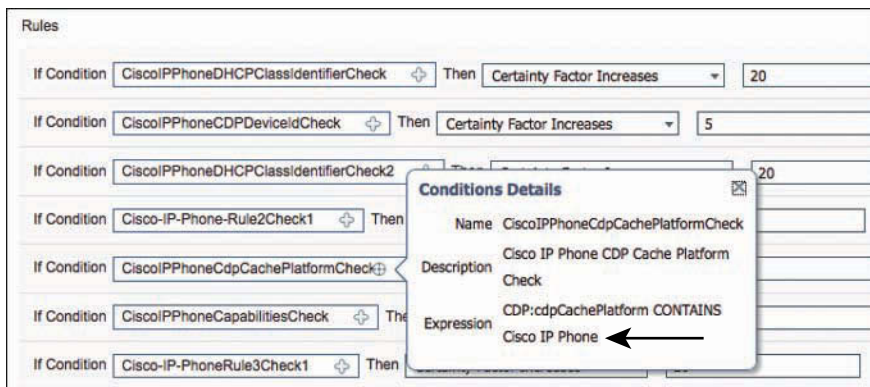 Rules
If Condition CiscoIPPhoneDHCPClassIdentifierCheck Then Certainty Factor Increases 20
If Condition CiscoIPPhoneCDPDeviceIdCheck Then Certainty Factor Increases 5
If Condition CiscoIPPhoneDHCPClassIdentifierCheck2 20
Conditions Details
If Condition Cisco-IP-Phone-Rule2Check1 Then
Name CiscoIPPhoneCdpCachePlatformCheck
If Condition CiscoIPPhoneCdpCachePlatformCheck
Description Cisco IP Phone CDP Cache Platform
Check
If Condition CiscoIPPhoneCapabilitiesCheck
Expression CDP:cdpCachePlatform CONTAINS
Cisco IP Phone
If Condition Cisco-IP-PhoneRule3Check1 Then